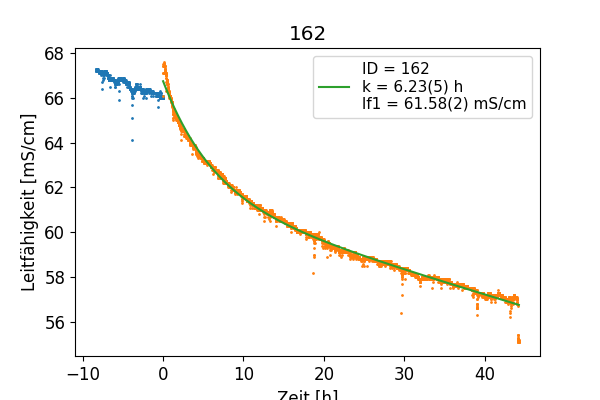 162
68
66
64
62
60
58
56
Leitfähigkeit [mS/cm]
ID = 162
k = 6.23(5) h
lf1 = 61.58(2) mS/cm
−10
0
10
20
30
40
Zeit [h]